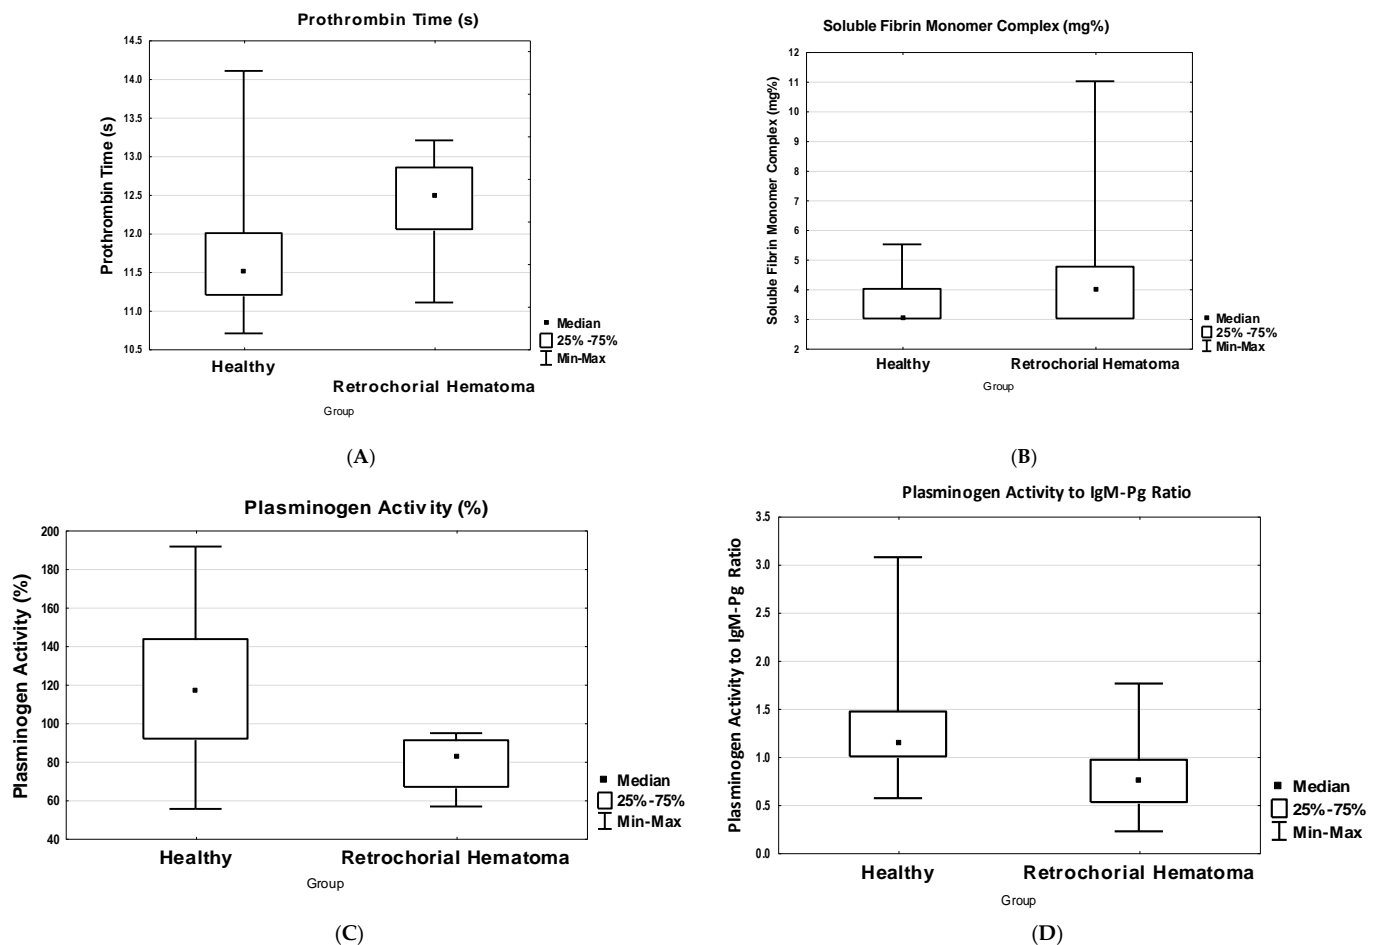 Prothrombin Time (s)
Prothrombin Time (s)
14.5
14.0
13.5
13.0
12.5
12.0
11.5
11.0
10.5
Healthy
Retrochorial Hematoma
Group
Median
25% -75%
Min-Max
(A)
Soluble Fibrin Monomer Complex (mg%)
Soluble Fibrin Monomer Complex (mg%)
12
11
10
9
8
7
6
5
4
3
2
Healthy
Retrochorial Hematoma
Group
Median
25% -75%
Min-Max
(B)
Plasminogen Activity (%)
Plasminogen Activity (%)
200
180
160
140
120
100
80
60
40
Healthy
Retrochorial Hematoma
Group
Median
25%-75%
Min-Max
(C)
Plasminogen Activity to IgM-Pg Ratio
Plasminogen Activity to IgM-Pg Ratio
3.5
3.0
2.5
2.0
1.5
1.0
0.5
0.0
Healthy
Retrochorial Hematoma
Group
Median
25%-75%
Min-Max
(D)